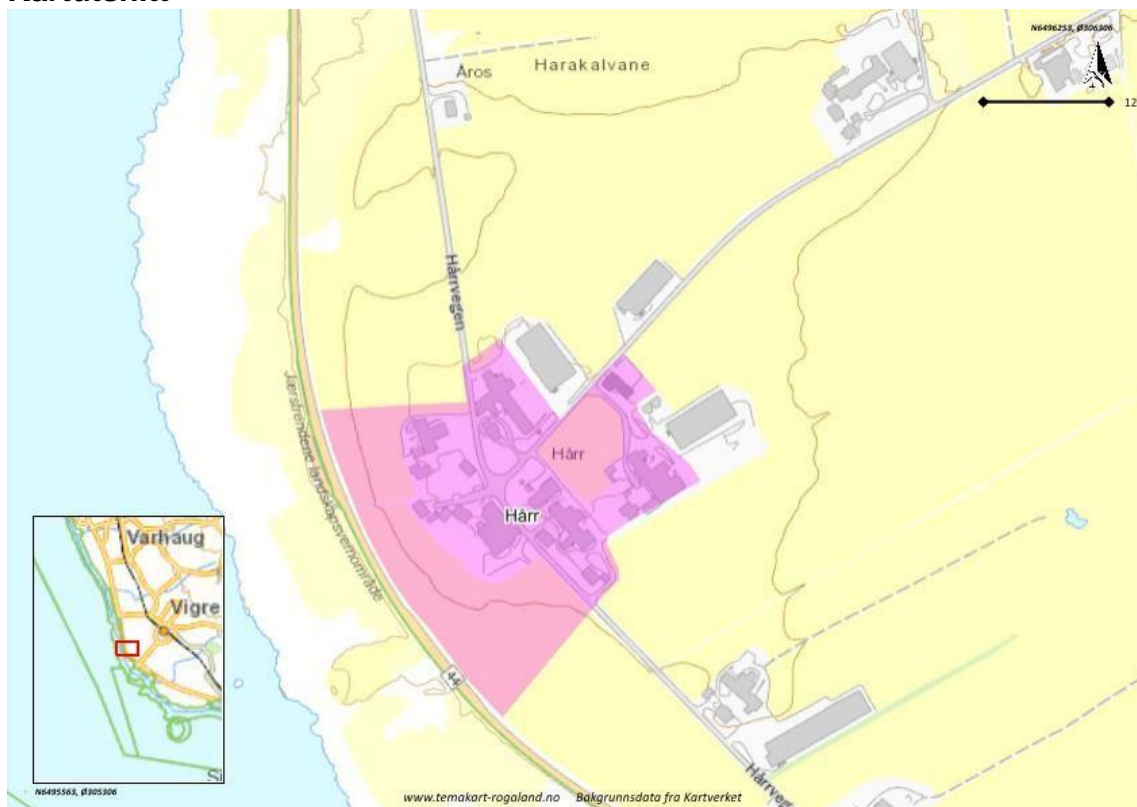 N6496253, Ø306306
Åros
Harakalvane
12
Hårrvegen
Jærstrendene landskapsvernområde
Hårr
Hårr
44
Varhaug
Vigre
Hårrvegen
N6495563, Ø305306
www.temakart-rogaland.no Bakgrunnsdata fra Kartverket